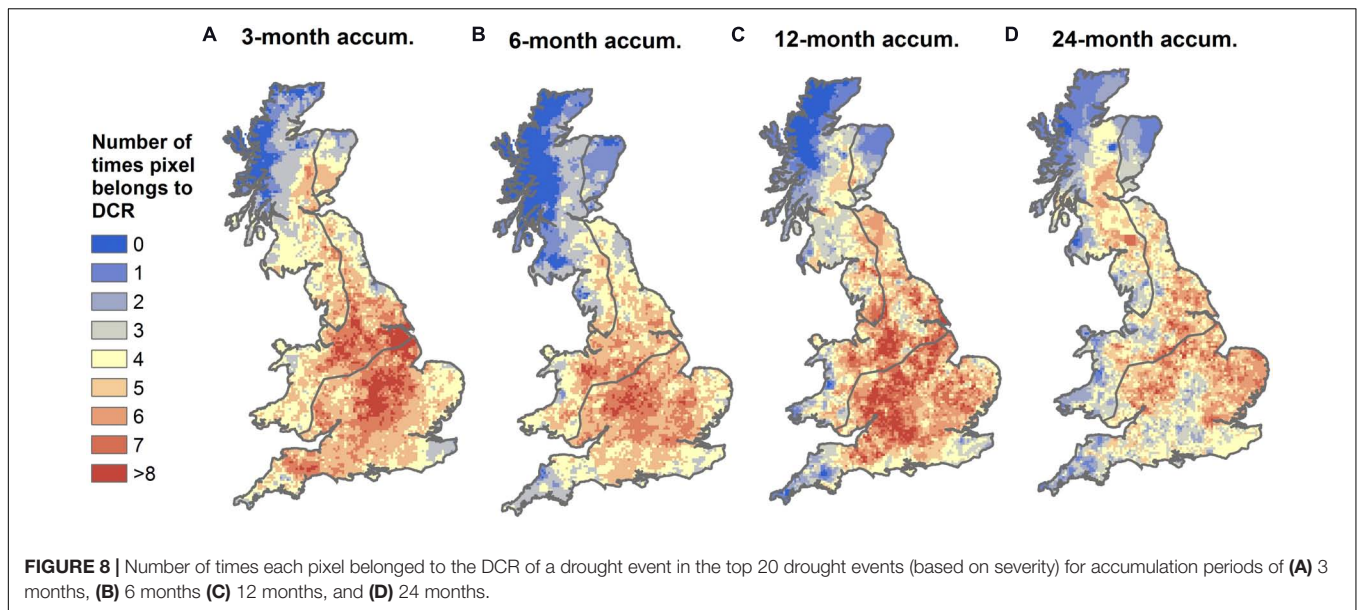 A 3-month accum.
B 6-month accum.
C 12-month accum.
D 24-month accum.
Number of
times pixel
belongs to
DCR
0
1
2
3
4
5
6
7
>8
FIGURE 8 | Number of times each pixel belonged to the DCR of a drought event in the top 20 drought events (based on severity) for accumulation periods of (A) 3
months, (B) 6 months (C) 12 months, and (D) 24 months.